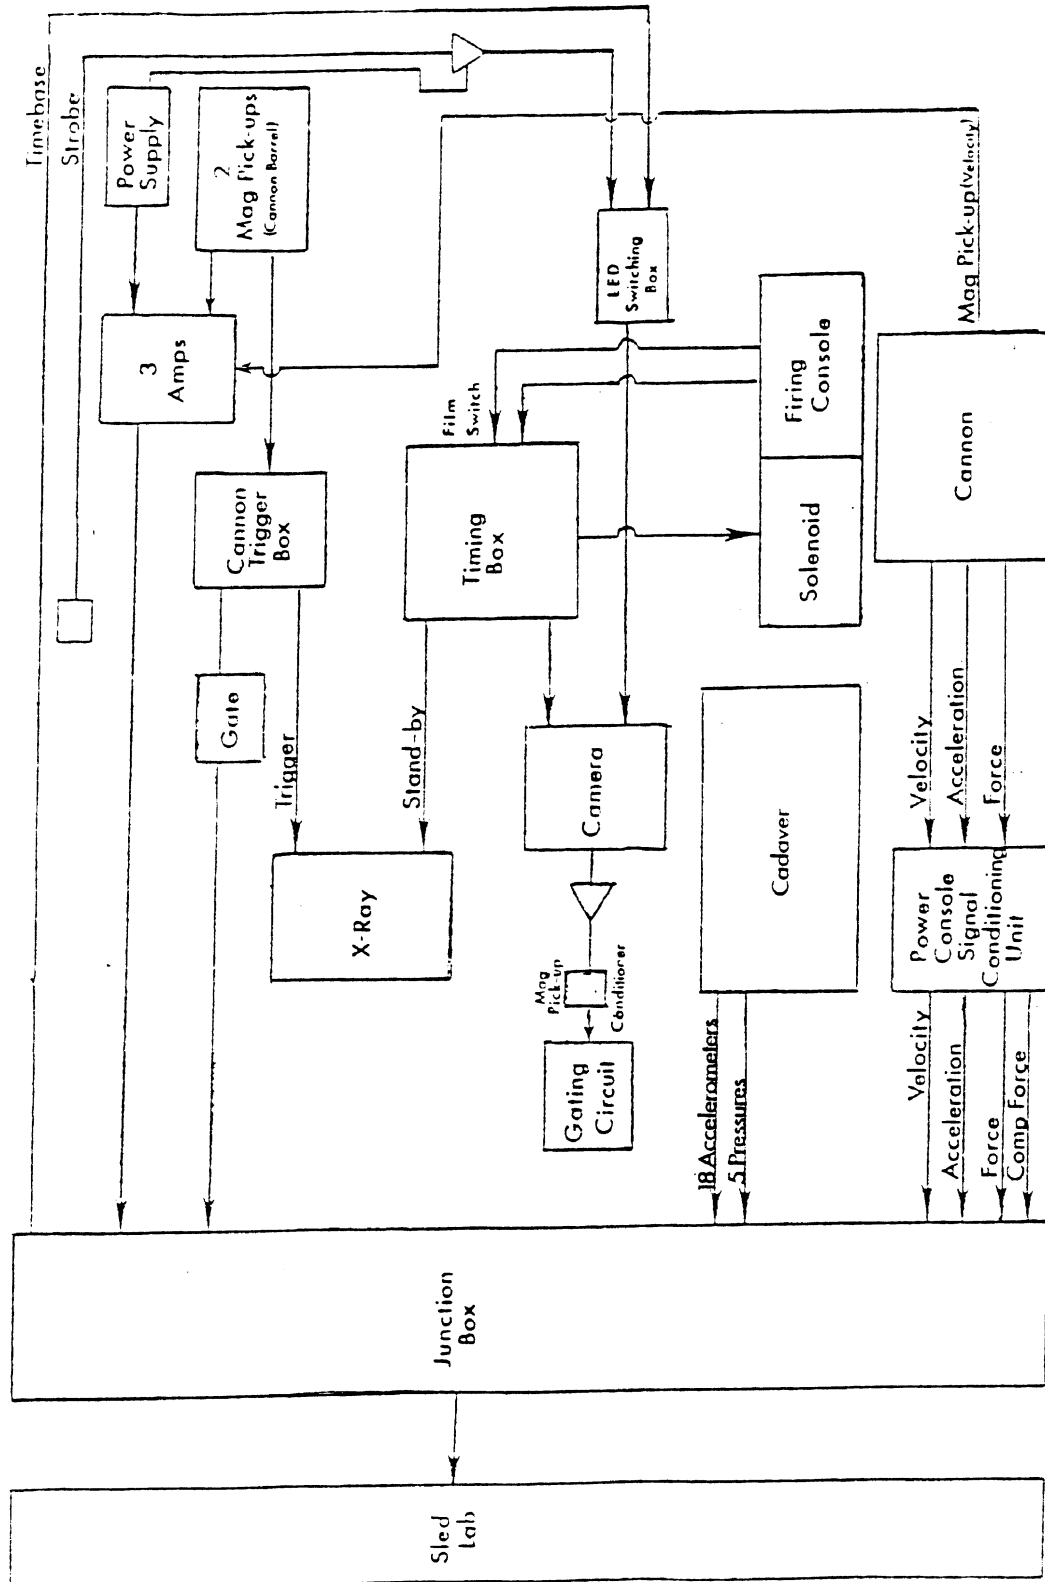 Timebase
Strobe
Power
Supply
2
Mag Pick-ups
(Cannon Barrel)
3
Amps
Cannon
Trigger
Box
Gate
Trigger
X-Ray
Film
Switch
Timing
Box
Stand-by
LED
Switching
Box
Camera
Mag
Pick-up
Conditioner
Gating
Circuit
Firing
Console
Solenoid
Cadaver
18 Accelerometers
5 Pressures
Mag Pick-up(Velocity)
Cannon
Velocity
Acceleration
Force
Power
Console
Signal
Conditioning
Unit
Velocity
Acceleration
Force
Comp Force
Junction
Box
Sled
Lab